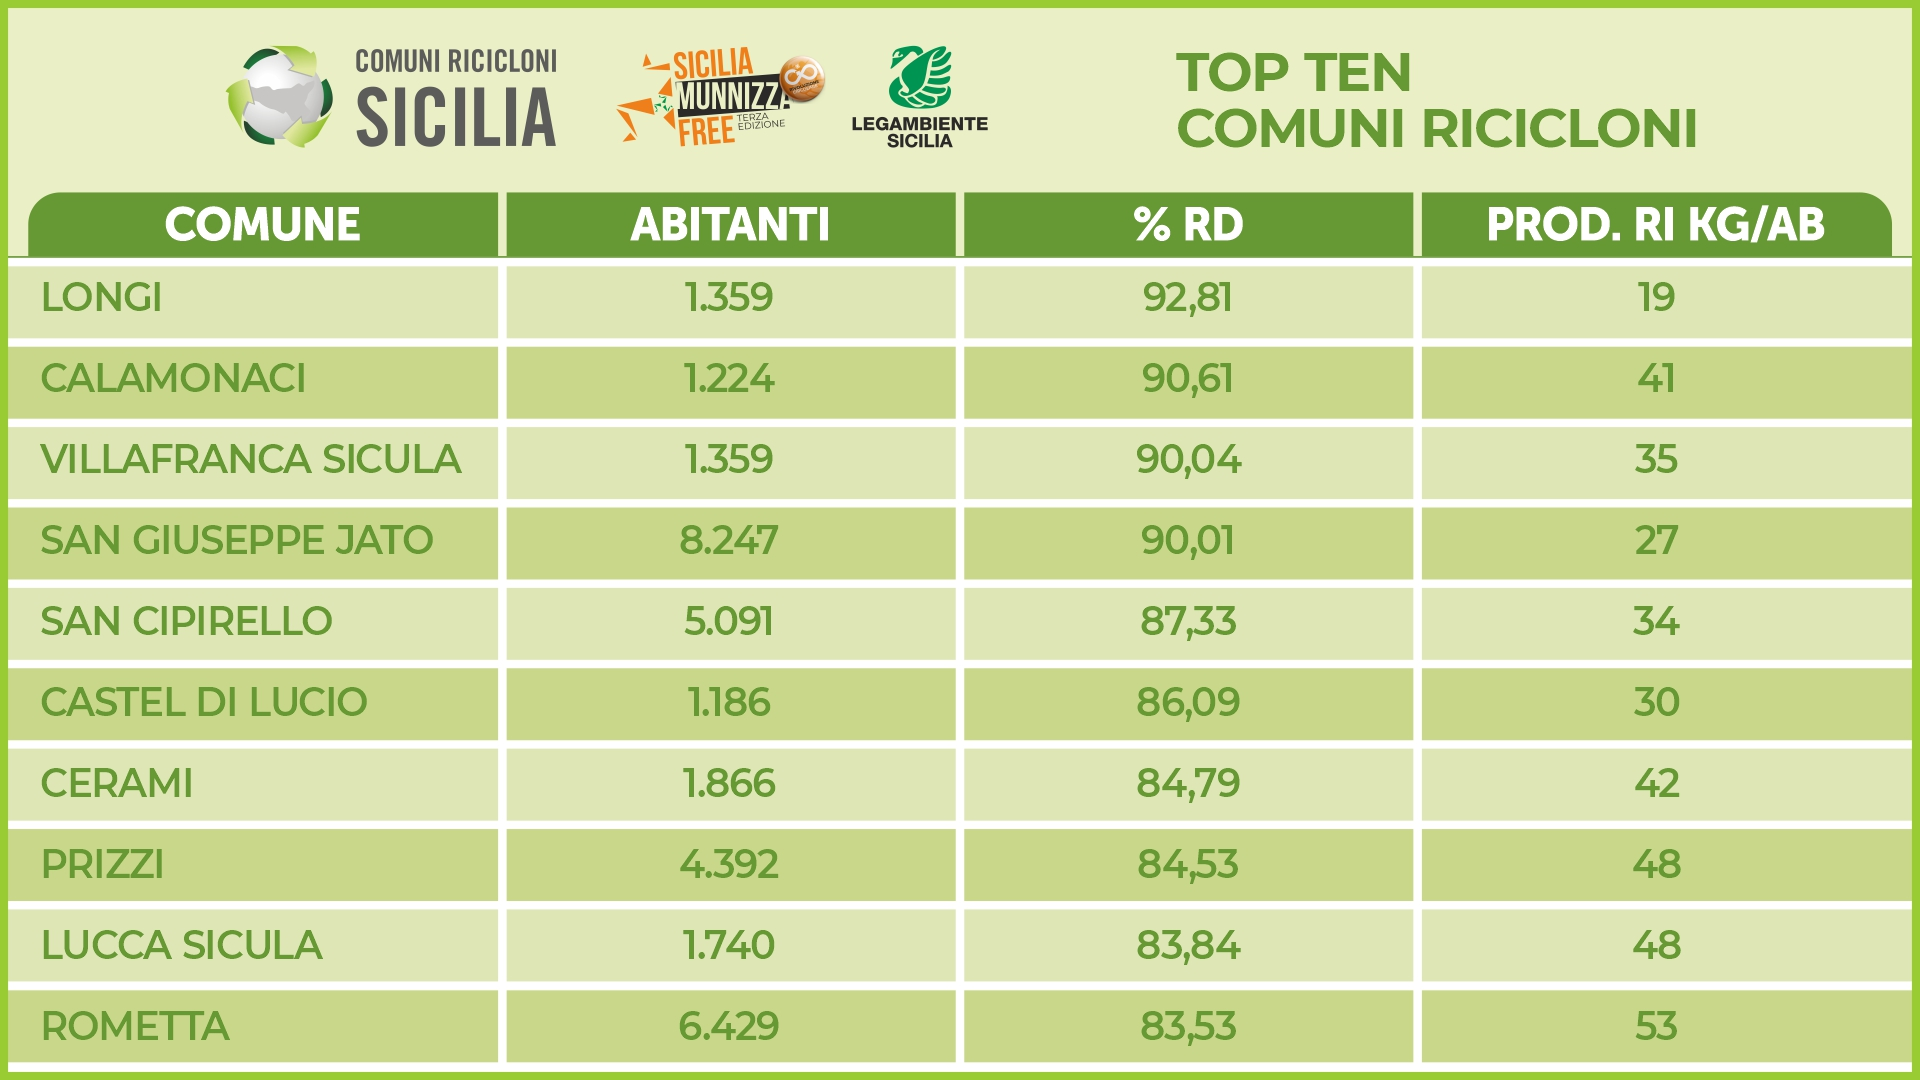 COMUNI RICICLONI
SICILIA
SICILIA
MUNNIZZA
FREE
TERZA
EDIZIONE
LEGAMBIENTE
SICILIA
TOP TEN
COMUNI RICICLONI
COMUNE ABITANTI % RD PROD. RI KG/AB
LONGI 1.359 92,81 19
CALAMONACI 1.224 90,61 41
VILLAFRANCA SICULA 1.359 90,04 35
SAN GIUSEPPE JATO 8.247 90,01 27
SAN CIPIRELLO 5.091 87,33 34
CASTEL DI LUCIO 1.186 86,09 30
CERAMI 1.866 84,79 42
PRIZZI 4.392 84,53 48
LUCCA SICULA 1.740 83,84 48
ROMETTA 6.429 83,53 53